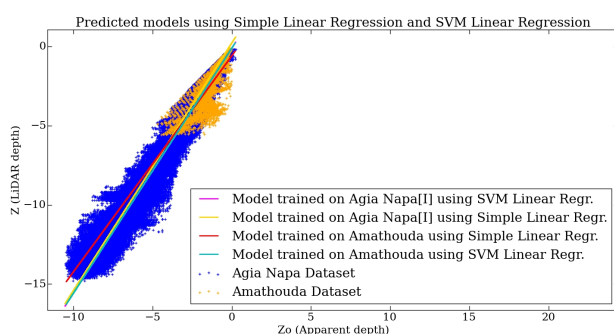 Predicted models using Simple Linear Regression and SVM Linear Regression
0
−5
−10
−15
Z (LiDAR depth)
Model trained on Agia Napa[I] using SVM Linear Regr.
Model trained on Agia Napa[I] using Simple Linear Regr.
Model trained on Amathouda using Simple Linear Regr.
Model trained on Amathouda using SVM Linear Regr.
Agia Napa Dataset
Amathouda Dataset
−10 −5 0 5 10 15 20
Zo (Apparent depth)